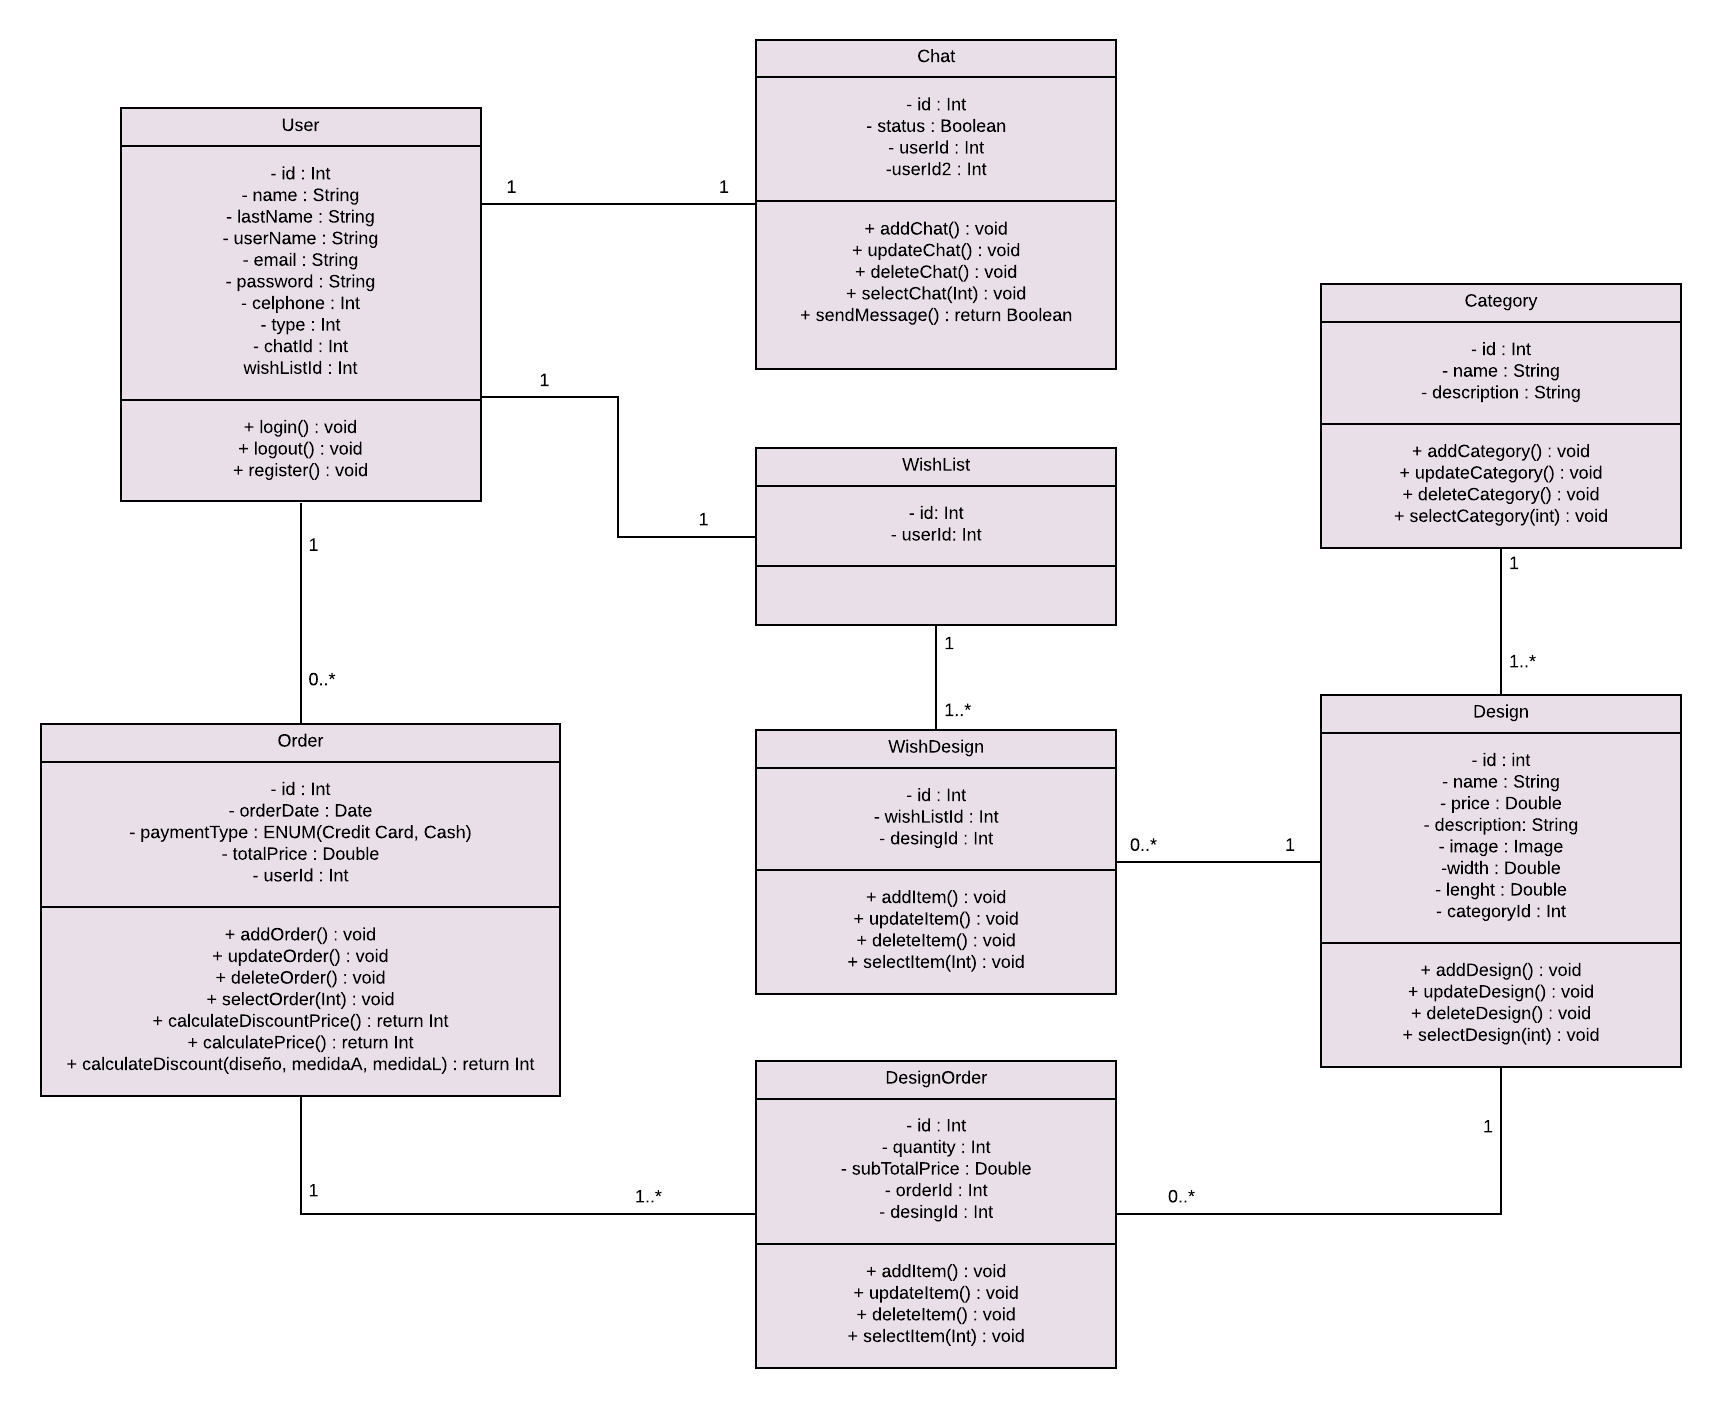 Chat
- id : Int
- status : Boolean
- userId : Int
-userId2 : Int
+ addChat() : void
+ updateChat() : void
+ deleteChat() : void
+ selectChat(Int) : void
+ sendMessage() : return Boolean
User
- id : Int
- name : String
- lastName : String
- userName : String
- email : String
- password : String
- celphone : Int
- type : Int
- chatId : Int
wishListId : Int
+ login() : void
+ logout() : void
+ register() : void
1
1
1
1
1
0..*
Category
- id : Int
- name : String
- description : String
+ addCategory() : void
+ updateCategory() : void
+ deleteCategory() : void
+ selectCategory(int) : void
1
1..*
WishList
- id: Int
- userId: Int
1
1..*
Order
- id : Int
- orderDate : Date
- paymentType : ENUM(Credit Card, Cash)
- totalPrice : Double
- userId : Int
+ addOrder() : void
+ updateOrder() : void
+ deleteOrder() : void
+ selectOrder(Int) : void
+ calculateDiscountPrice() : return Int
+ calculatePrice() : return Int
+ calculateDiscount(diseño, medidaA, medidaL) : return Int
1
1..*
WishDesign
- id : Int
- wishListId : Int
- desingId : Int
+ addItem() : void
+ updateItem() : void
+ deleteItem() : void
+ selectItem(Int) : void
0..*
1
Design
- id : int
- name : String
- price : Double
- description: String
- image : Image
-width : Double
- lenght : Double
- categoryId : Int
+ addDesign() : void
+ updateDesign() : void
+ deleteDesign() : void
+ selectDesign(int) : void
1
0..*
DesignOrder
- id : Int
- quantity : Int
- subTotalPrice : Double
- orderId : Int
- desingId : Int
+ addItem() : void
+ updateItem() : void
+ deleteItem() : void
+ selectItem(Int) : void